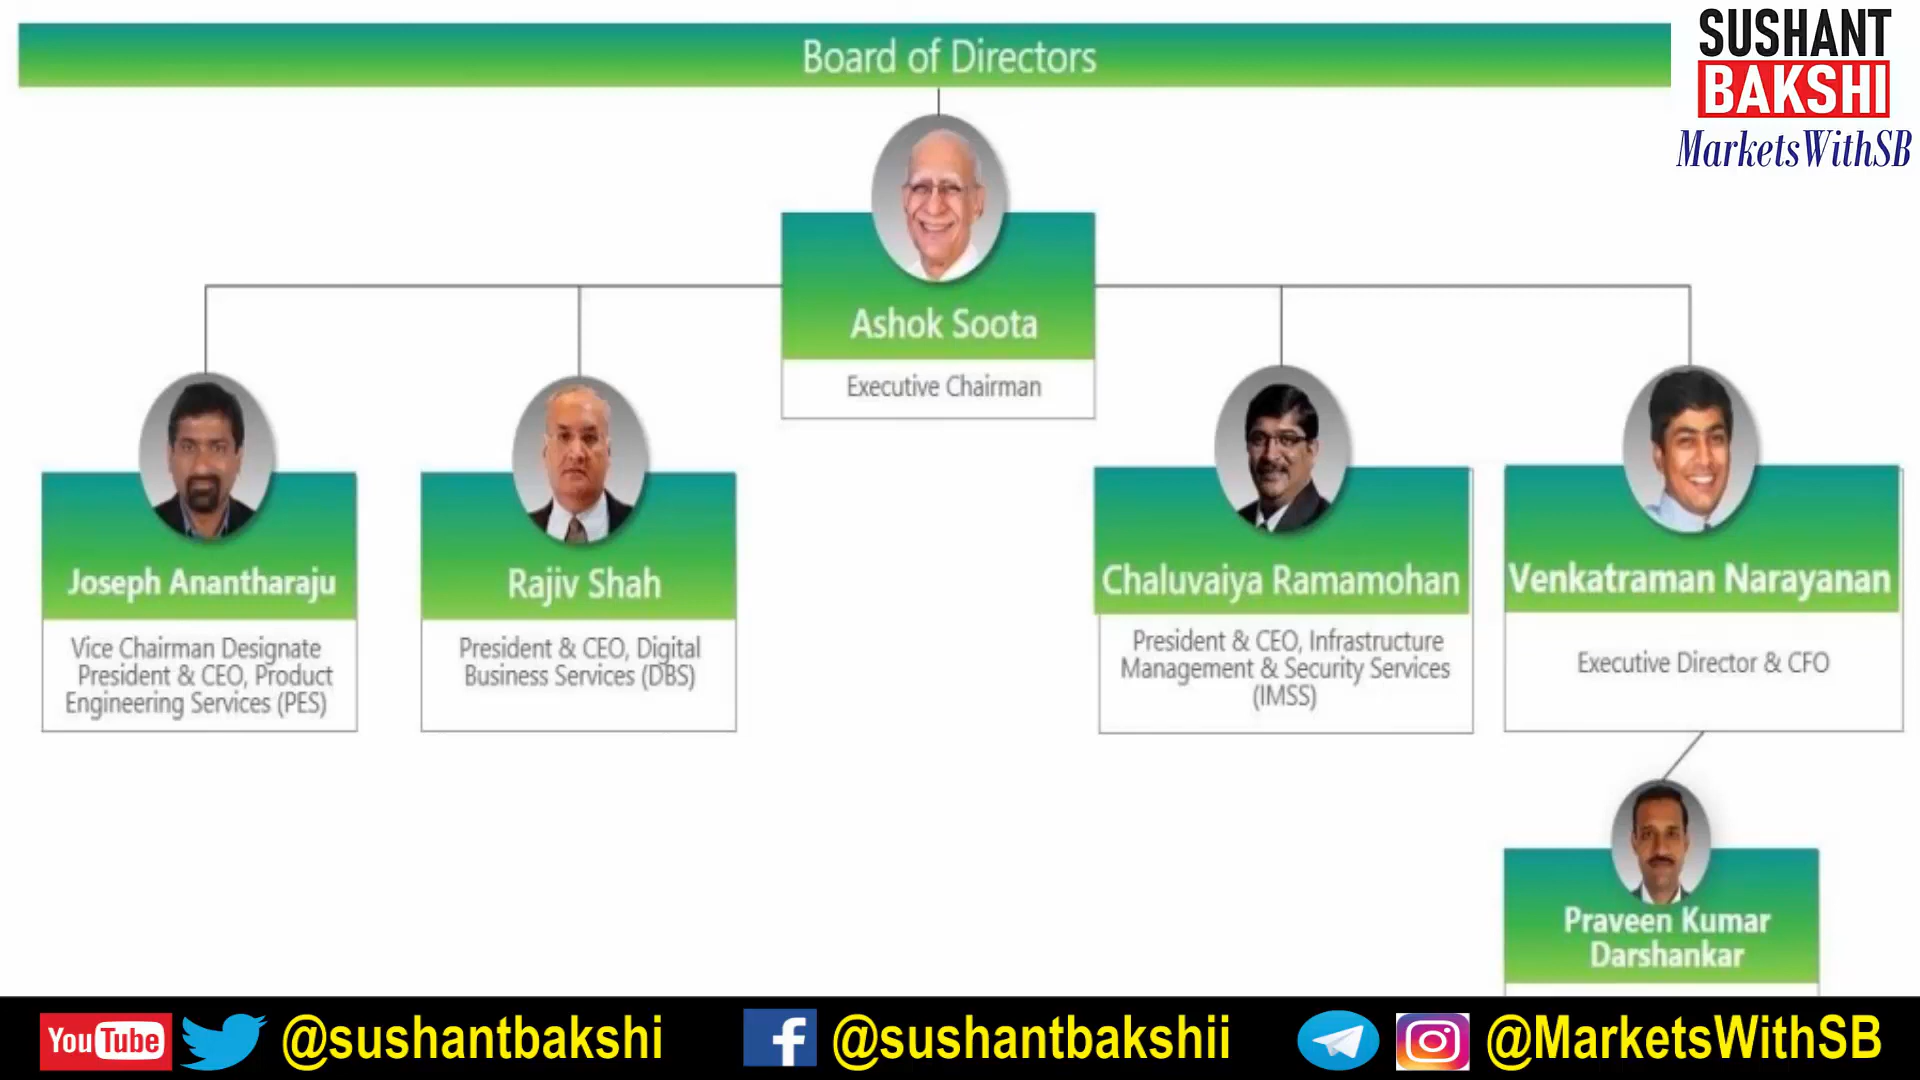 Board of Directors
SUSHANT
BAKSHI
MarketsWithSB
Ashok Soota
Executive Chairman
Joseph Anantharaju
Vice Chairman Designate
President & CEO, Product
Engineering Services (PES)
Rajiv Shah
President & CEO, Digital
Business Services (DBS)
Chaluvaiya Ramamohan
President & CEO, Infrastructure
Management & Security Services
(IMSS)
Venkatraman Narayanan
Executive Director & CFO
Praveen Kumar
Darshankar
YouTube @sushantbakshi @sushantbakshii @MarketsWithSB